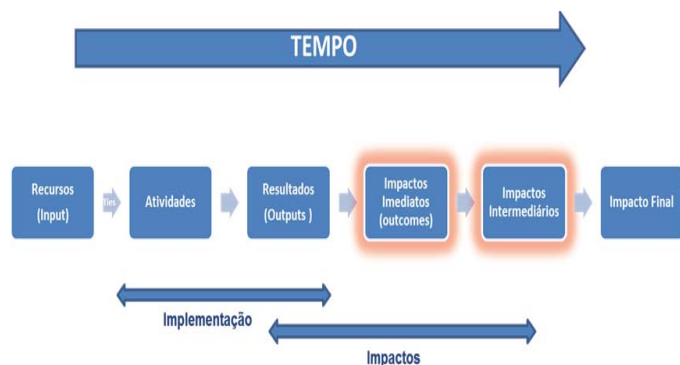 TEMPO
Recursos
(Input)
Atividades
Resultados
(Outputs )
Impactos
Imediatos
(outcomes)
Impactos
Intermediários
Impacto Final
Implementação
Impactos